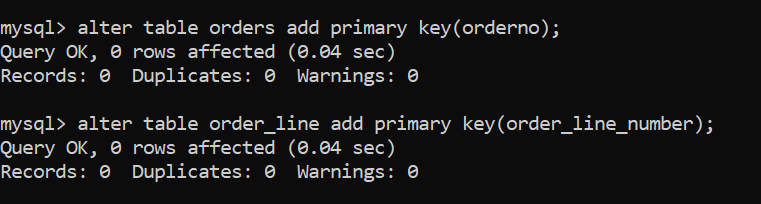 mysql> alter table orders add primary key(orderno);
Query OK, 0 rows affected (0.04 sec)
Records: 0  Duplicates: 0  Warnings: 0
mysql> alter table order_line add primary key(order_line_number);
Query OK, 0 rows affected (0.04 sec)
Records: 0  Duplicates: 0  Warnings: 0